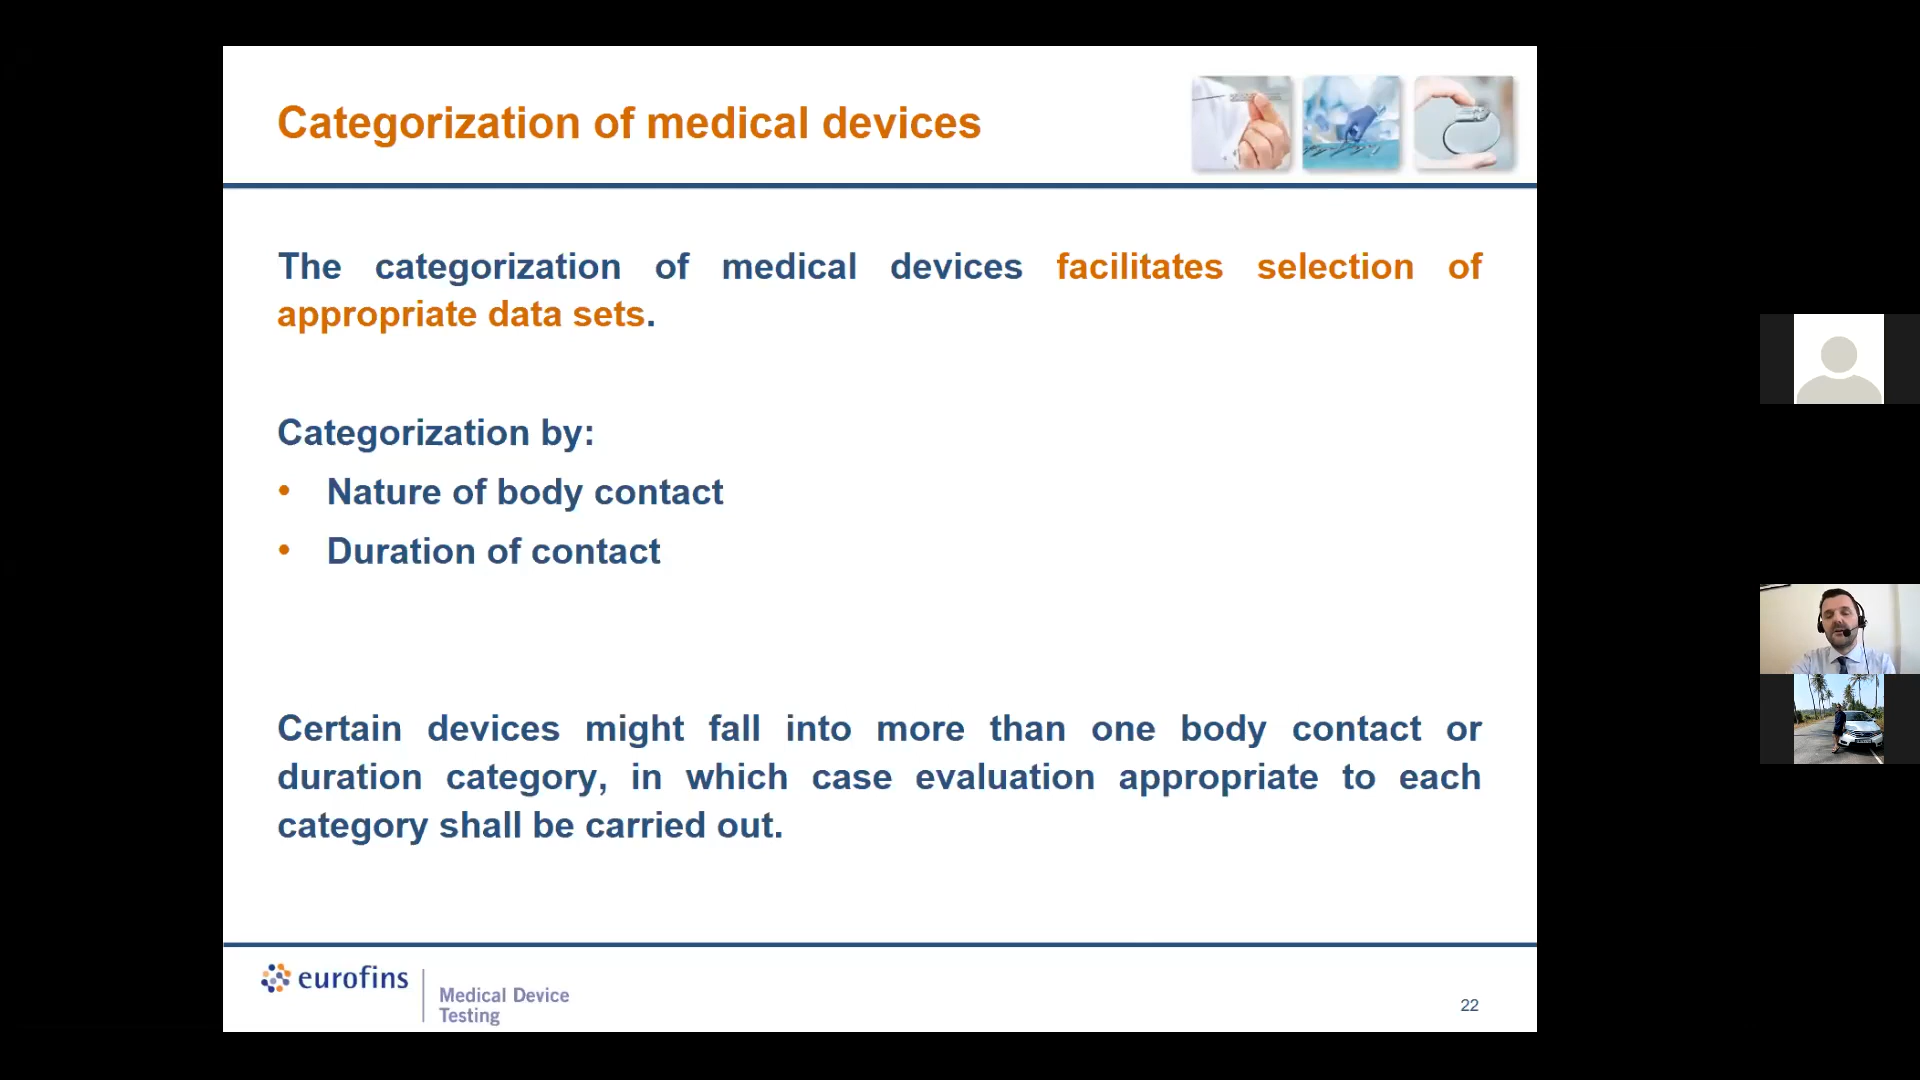 Categorization of medical devices
The categorization of medical devices facilitates selection of
appropriate data sets.
Categorization by:
• Nature of body contact
• Duration of contact
Certain devices might fall into more than one body contact or
duration category, in which case evaluation appropriate to each
category shall be carried out.
eurofins
Medical Device
Testing
22